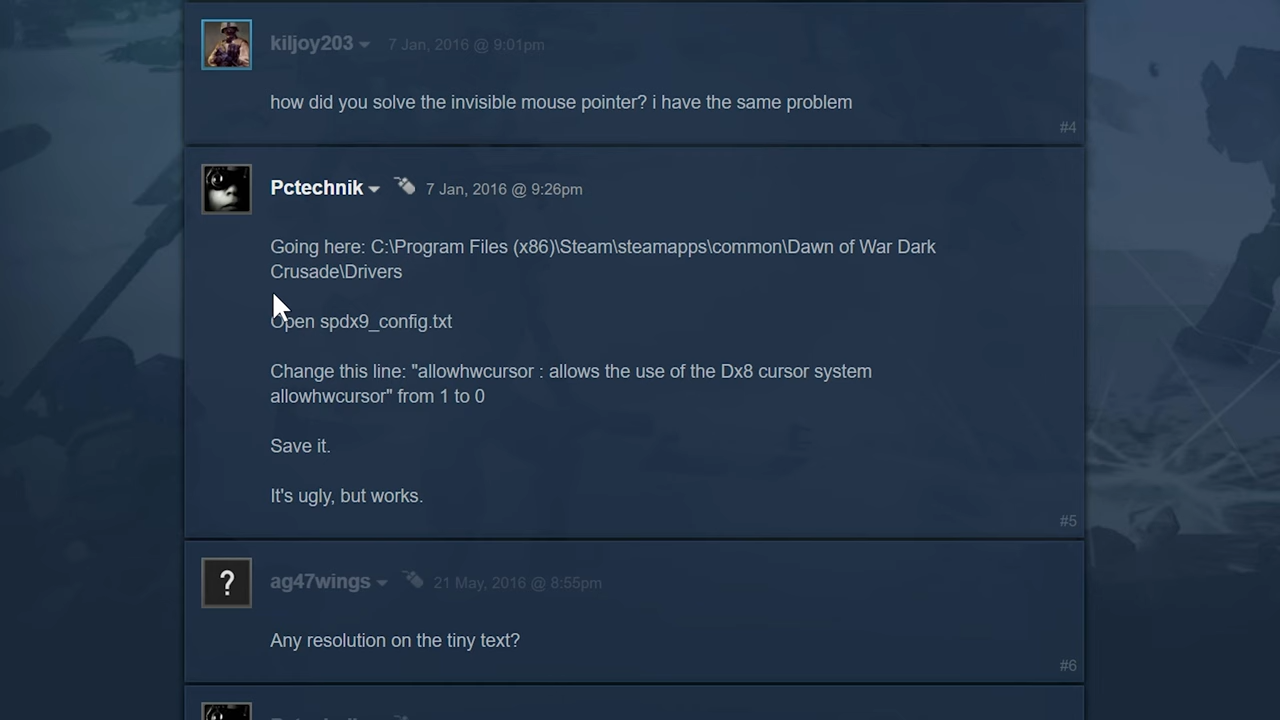 kiljoy203 7 Jan, 2016 @ 9:01pm
how did you solve the invisible mouse pointer? i have the same problem
#4
Pctechnik 7 Jan, 2016 @ 9:26pm
Going here: C:\Program Files (x86)\Steam\steamapps\common\Dawn of War Dark
Crusade\Drivers
Open spdx9_config.txt
Change this line: "allowhwcursor : allows the use of the Dx8 cursor system
allowhwcursor" from 1 to 0
Save it.
It's ugly, but works.
#5
?
ag47wings 21 May, 2016 @ 8:55pm
Any resolution on the tiny text?
#6